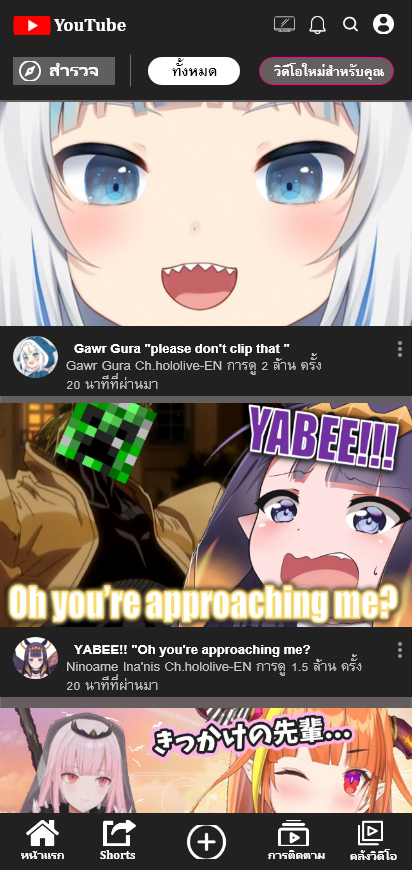 YouTube
สำรวจ ทั้งหมด วิดีโอใหม่สำหรับคุณ
Gawr Gura "please don't clip that "
Gawr Gura Ch.hololive-EN การดู 2 ล้าน ครั้ง
20 นาทีที่ผ่านมา
YABEE!!!
Oh you're approaching me?
YABEE!! "Oh you're approaching me?
Ninoame Ina'nis Ch.hololive-EN การดู 1.5 ล้าน ครั้ง
20 นาทีที่ผ่านมา
きっかけの先輩...
หน้าแรก Shorts การติดตาม คลังวิดีโอ